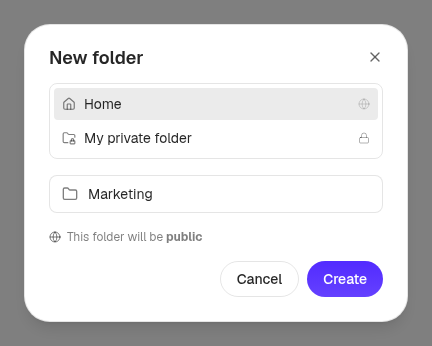 New folder
Home
My private folder
Marketing
This folder will be public
Cancel
Create